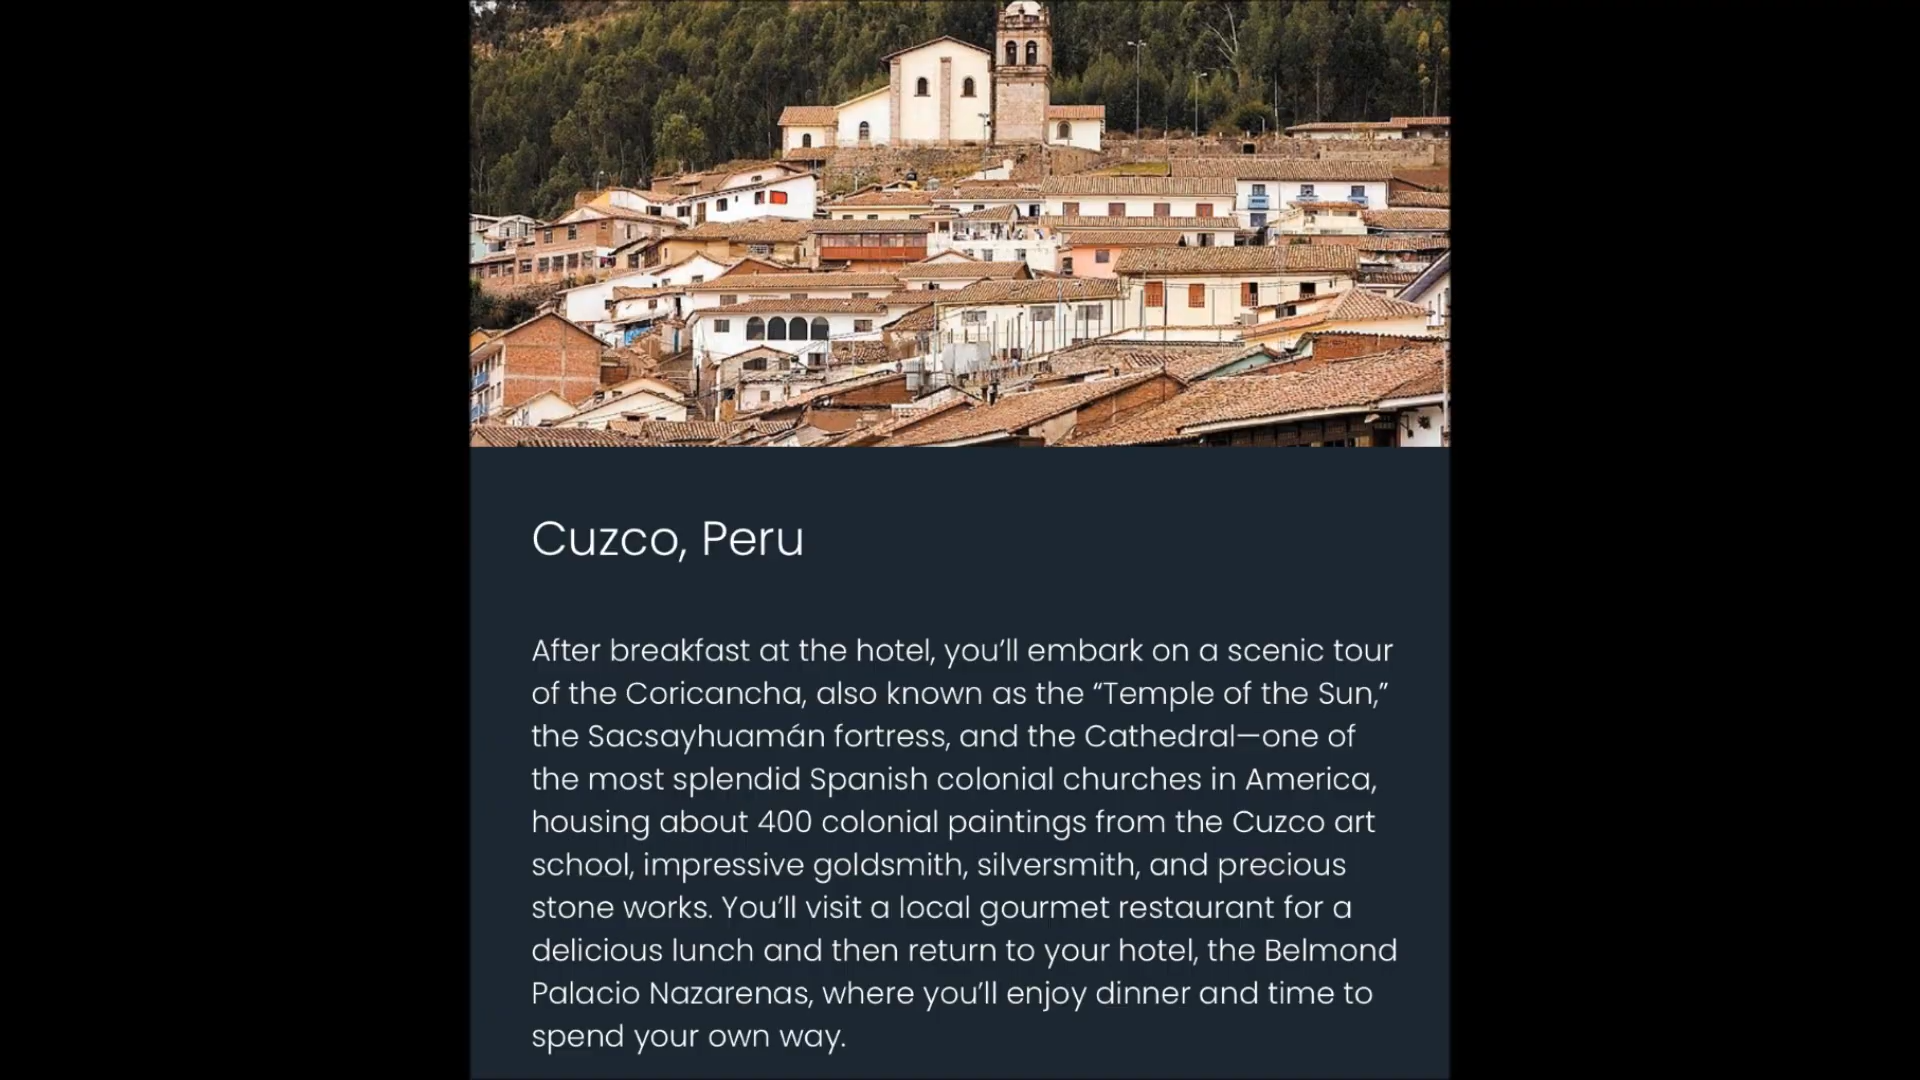 Cuzco, Peru
After breakfast at the hotel, you’ll embark on a scenic tour
of the Coricancha, also known as the “Temple of the Sun,”
the Sacsayhuamán fortress, and the Cathedral—one of
the most splendid Spanish colonial churches in America,
housing about 400 colonial paintings from the Cuzco art
school, impressive goldsmith, silversmith, and precious
stone works. You’ll visit a local gourmet restaurant for a
delicious lunch and then return to your hotel, the Belmond
Palacio Nazarenas, where you’ll enjoy dinner and time to
spend your own way.